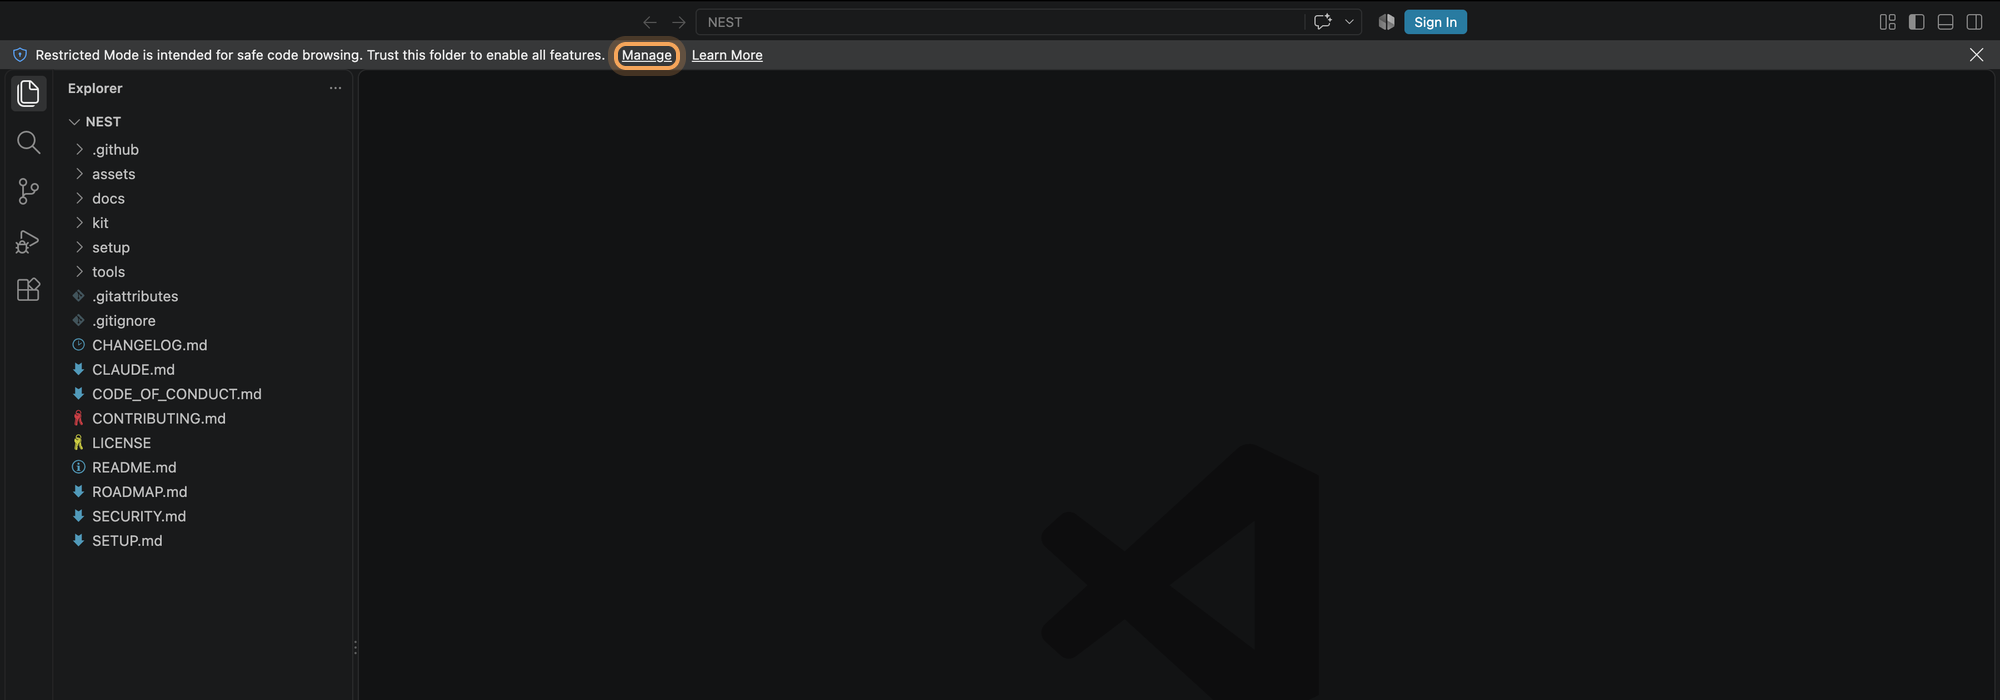 NEST
Sign In
Restricted Mode is intended for safe code browsing. Trust this folder to enable all features. Manage Learn More
Explorer
NEST
.github
assets
docs
kit
setup
tools
.gitattributes
.gitignore
CHANGELOG.md
CLAUDE.md
CODE_OF_CONDUCT.md
CONTRIBUTING.md
LICENSE
README.md
ROADMAP.md
SECURITY.md
SETUP.md